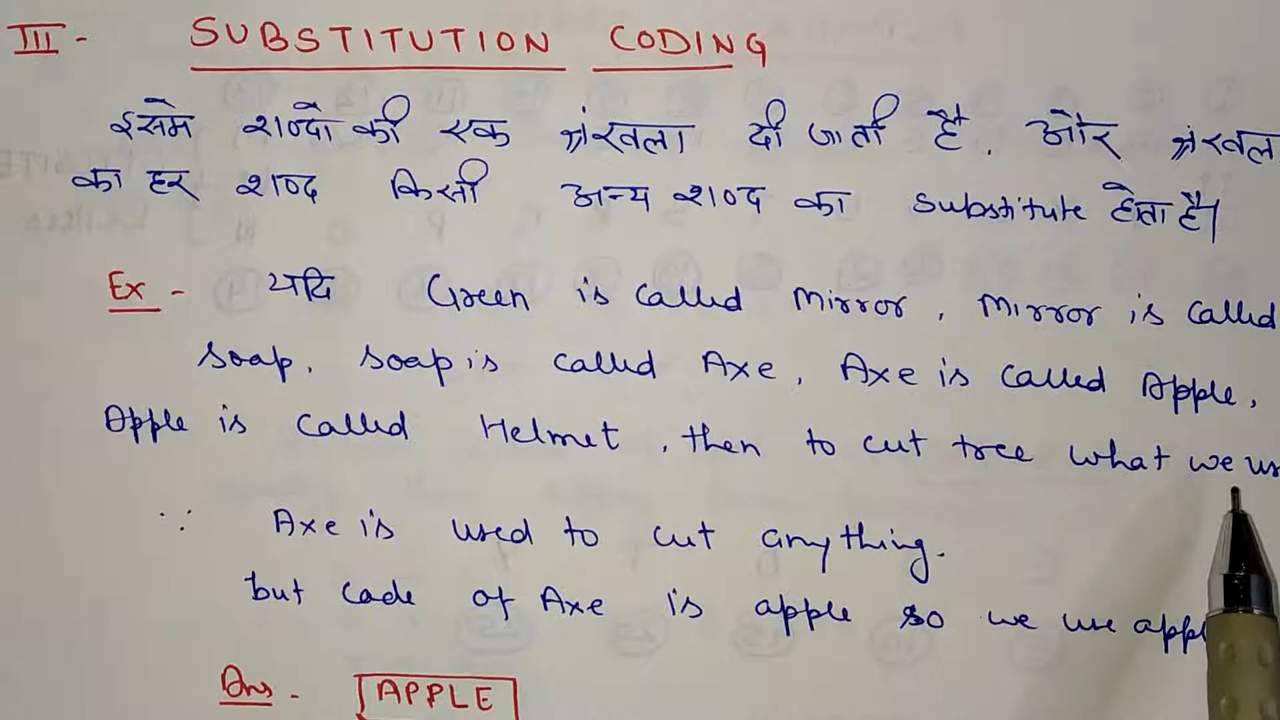 III - SUBSTITUTION CODING
इसमे शब्दो की एक श्रंखला दी जाती है. और श्रंखल
का हर शब्द किसी अन्य शब्द का substitute होता है।
Ex - यदि Green is called Mirror, Mirror is called
soap. soap is called Axe, Axe is called Apple,
Apple is called Helmet, then to cut tree what we us
∵ Axe is used to cut anything.
but code of Axe is apple so we use appl
Ans - APPLE